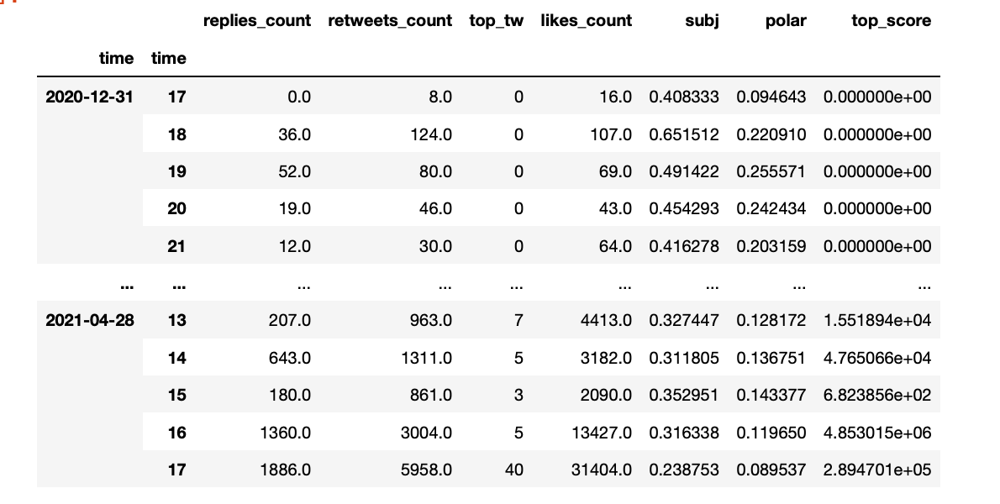 replies_count retweets_count top_tw likes_count subj polar top_score
time time
2020-12-31 17 0.0 8.0 0 16.0 0.408333 0.094643 0.000000e+00
18 36.0 124.0 0 107.0 0.651512 0.220910 0.000000e+00
19 52.0 80.0 0 69.0 0.491422 0.255571 0.000000e+00
20 19.0 46.0 0 43.0 0.454293 0.242434 0.000000e+00
21 12.0 30.0 0 64.0 0.416278 0.203159 0.000000e+00
... ... ... ... ... ... ... ... ...
2021-04-28 13 207.0 963.0 7 4413.0 0.327447 0.128172 1.551894e+04
14 643.0 1311.0 5 3182.0 0.311805 0.136751 4.765066e+04
15 180.0 861.0 3 2090.0 0.352951 0.143377 6.823856e+02
16 1360.0 3004.0 5 13427.0 0.316338 0.119650 4.853015e+06
17 1886.0 5958.0 40 31404.0 0.238753 0.089537 2.894701e+05